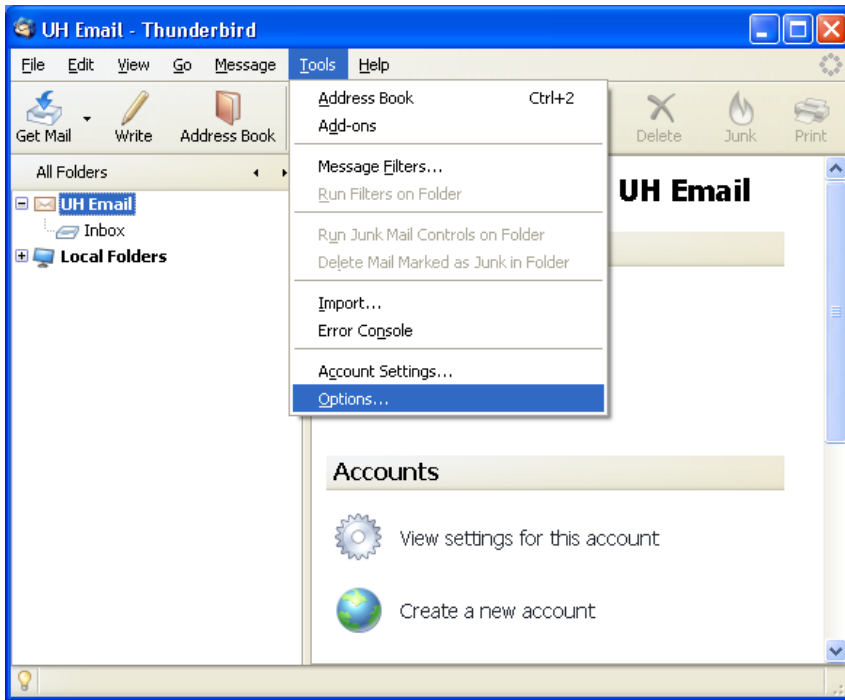 UH Email - Thunderbird
File Edit View Go Message Tools Help
Get Mail Write Address Book Delete Junk Print
All Folders
UH Email
Inbox
Local Folders
Address Book Ctrl+2
Add-ons
Message Filters...
Run Filters on Folder
Run Junk Mail Controls on Folder
Delete Mail Marked as Junk in Folder
Import...
Error Console
Account Settings...
Options...
UH Email
Accounts
View settings for this account
Create a new account